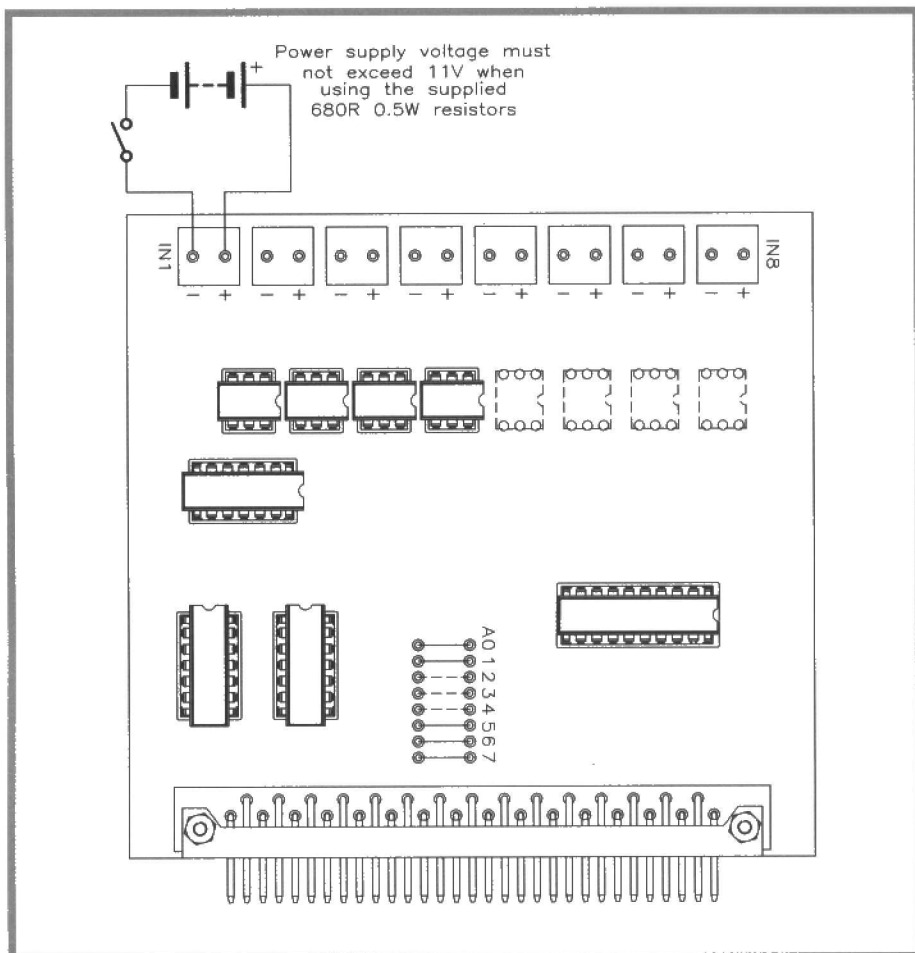 Power supply voltage must
not exceed 11V when
using the supplied
680R 0.5W resistors
+
IN1
IN8
− + − + − + − + − + − + − + − +
A0
1
2
3
4
5
6
7